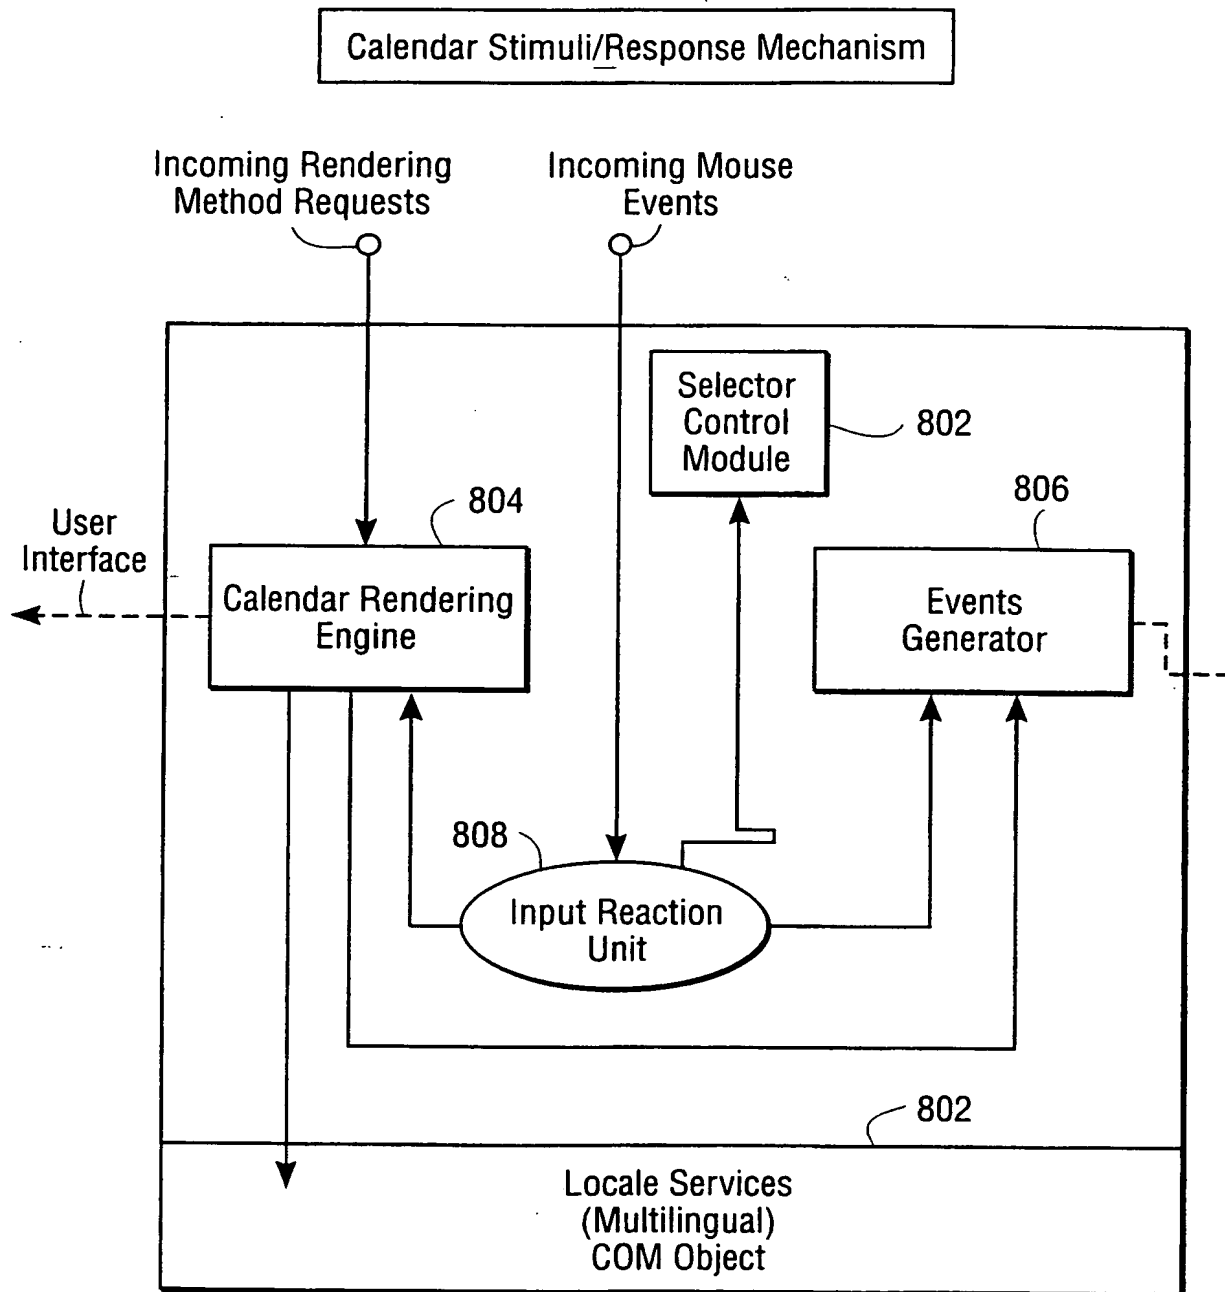 Calendar Stimuli/Response Mechanism
Incoming Rendering
Method Requests
Incoming Mouse
Events
Selector
Control
Module
802
804
806
User
Interface
Calendar Rendering
Engine
Events
Generator
808
Input Reaction
Unit
802
Locale Services
(Multilingual)
COM Object